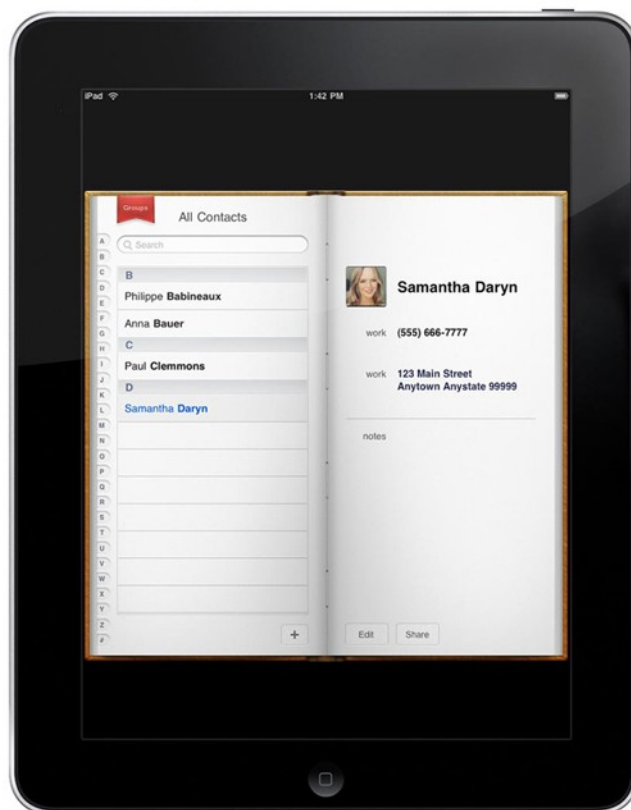 iPad
1:42 PM
Groups
All Contacts
Search
A
B
C
D
E
F
G
H
I
J
K
L
M
N
O
P
Q
R
S
T
U
V
W
X
Y
Z
#
B
Philippe Babineaux
Anna Bauer
C
Paul Clemmons
D
Samantha Daryn
+
Samantha Daryn
work (555) 666-7777
work 123 Main Street
Anytown Anystate 99999
notes
Edit Share